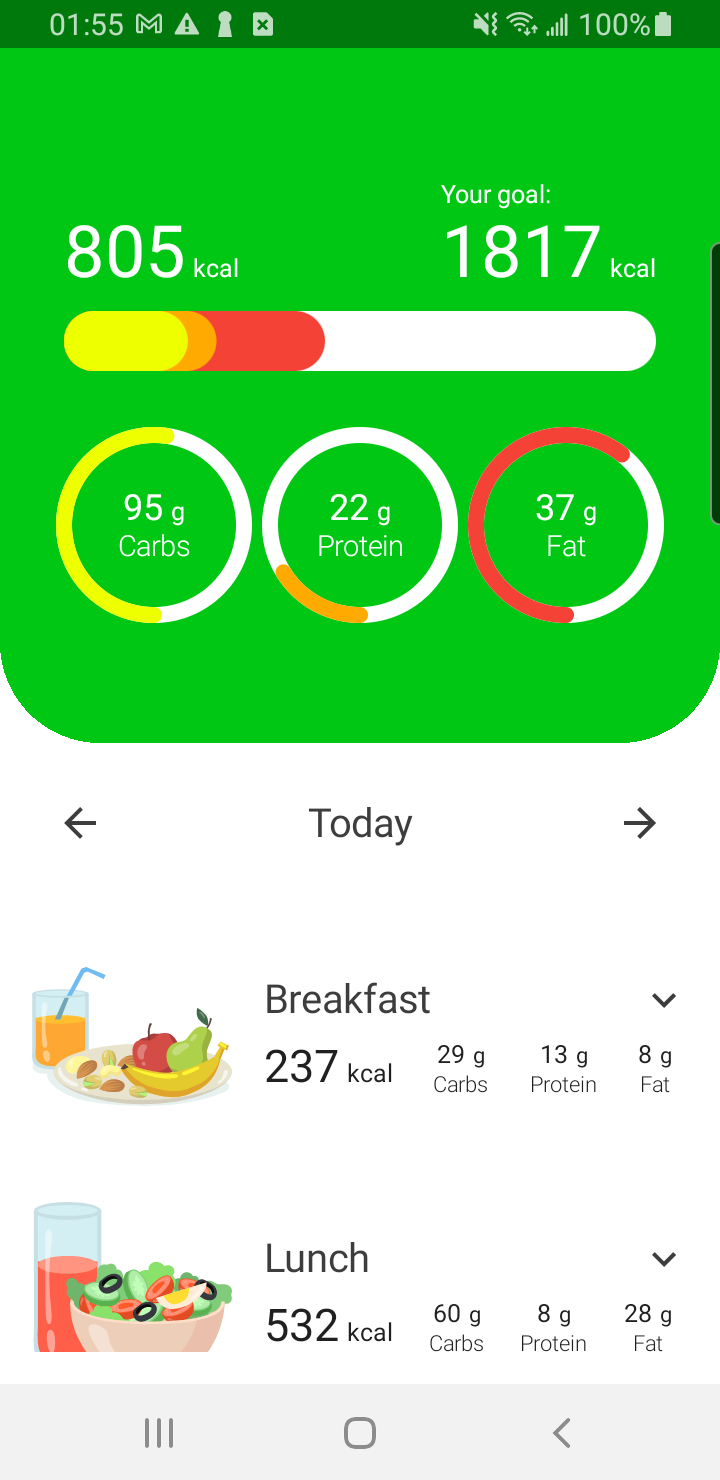 01:55 100%
Your goal:
805 kcal 1817 kcal
95 g 22 g 37 g
Carbs Protein Fat
Today
Breakfast
237 kcal 29 g 13 g 8 g
Carbs Protein Fat
Lunch
532 kcal 60 g 8 g 28 g
Carbs Protein Fat